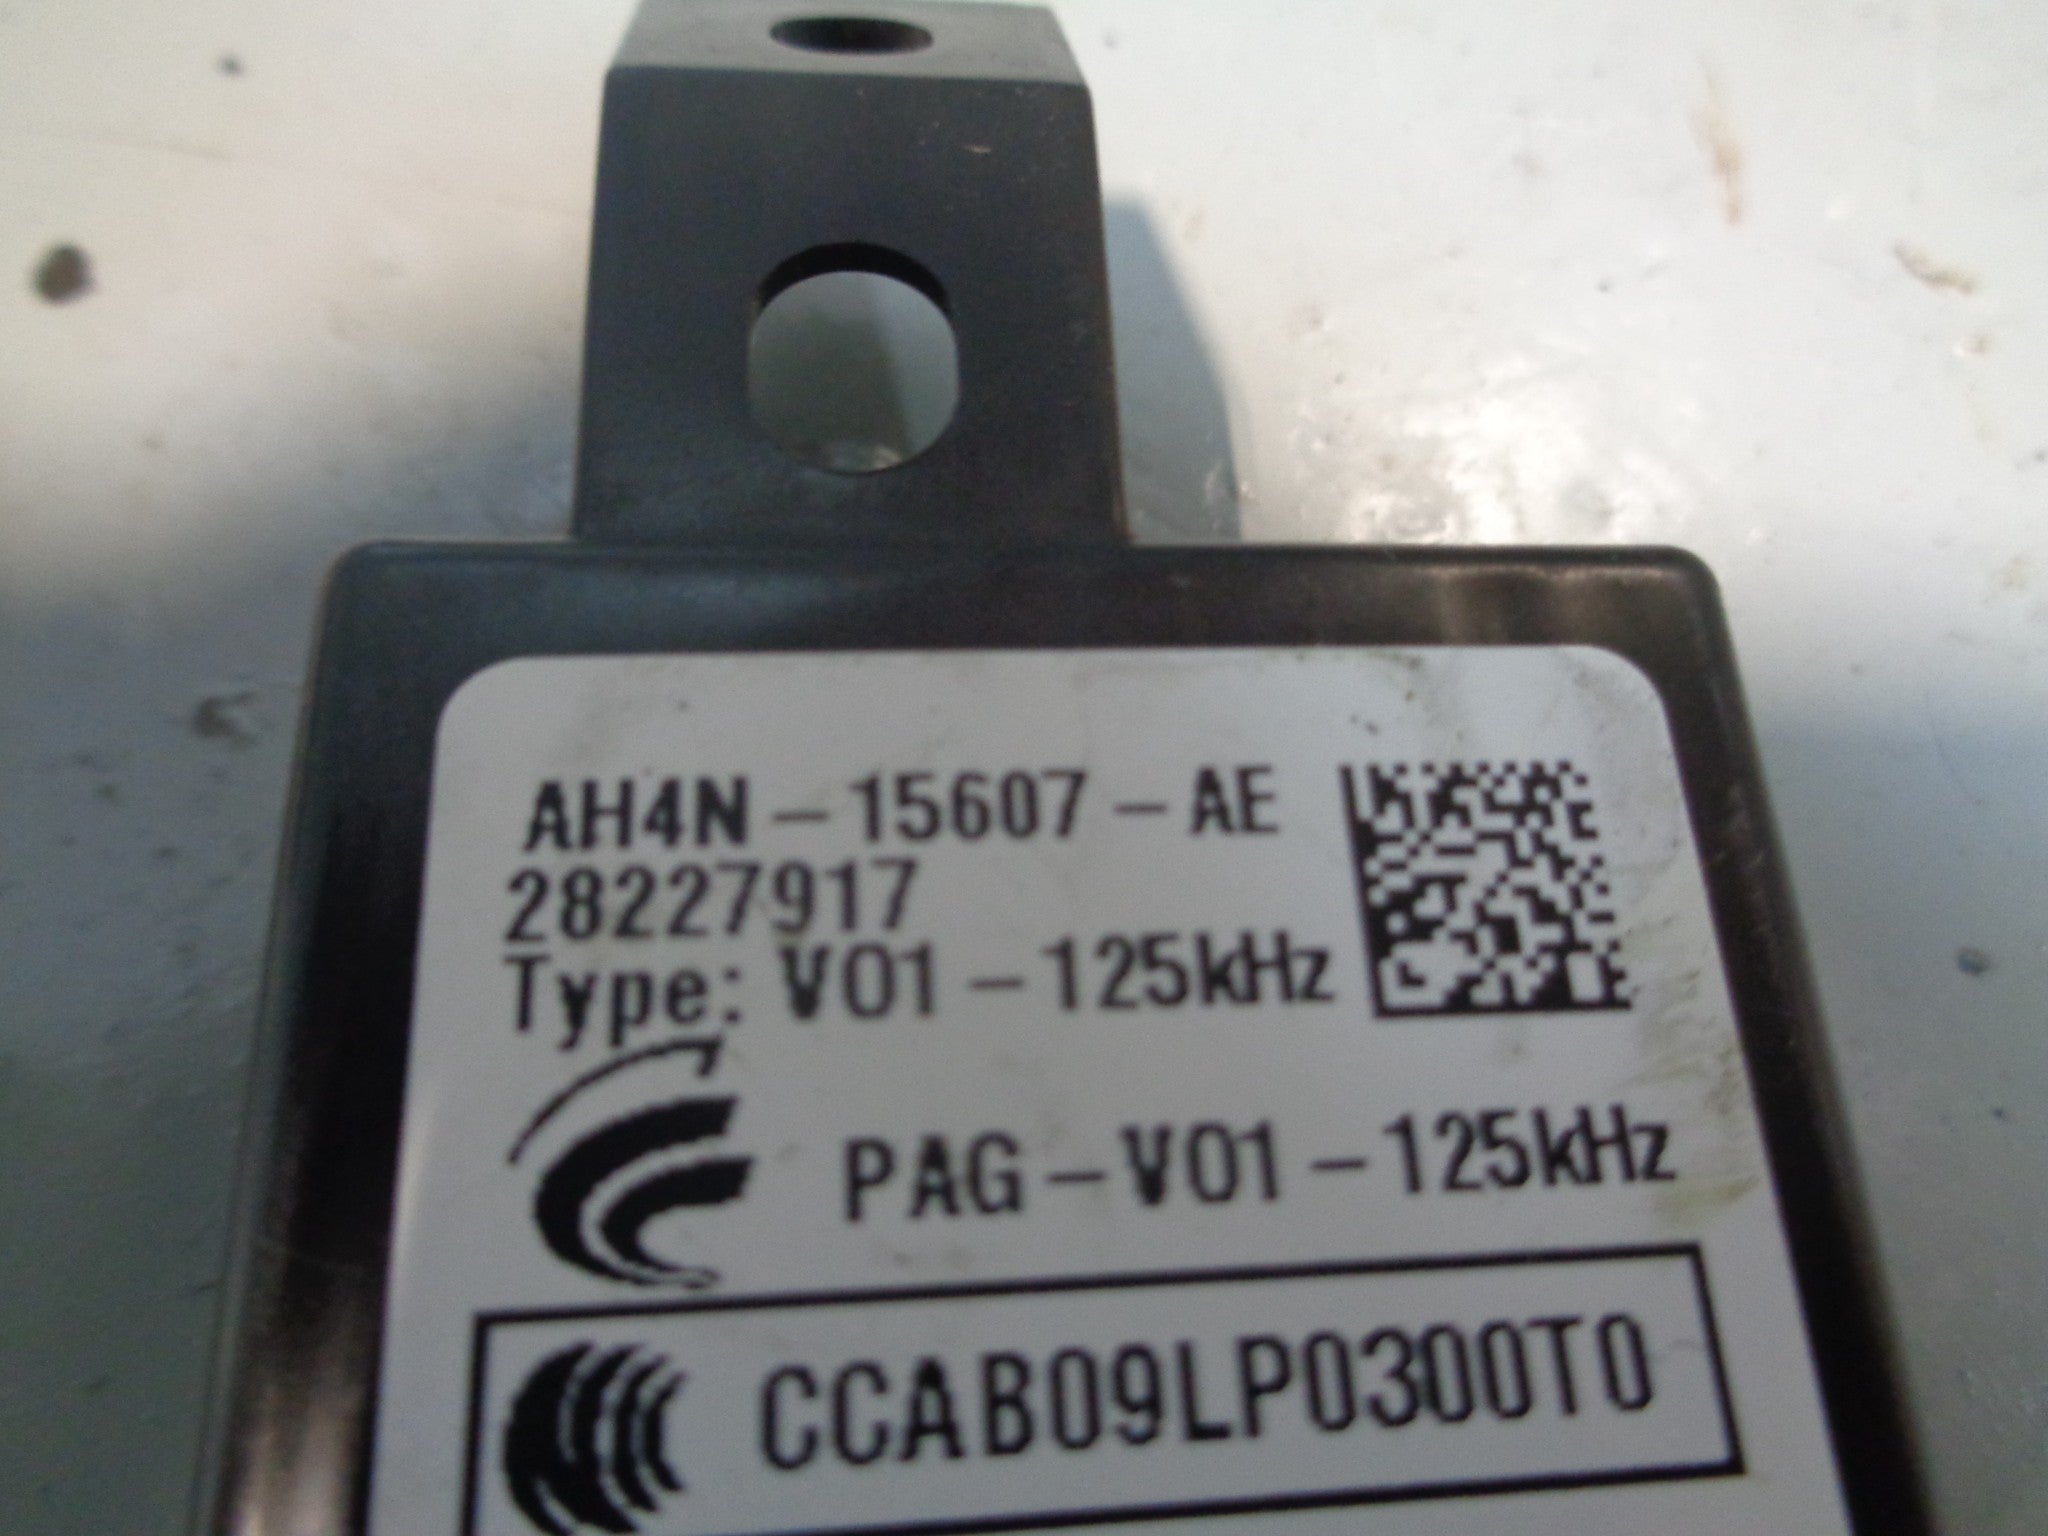 AH4N-15607-AE
28227917
Type: V01-125kHz
PAG-V01-125kHz
CCAB09LP0300T0